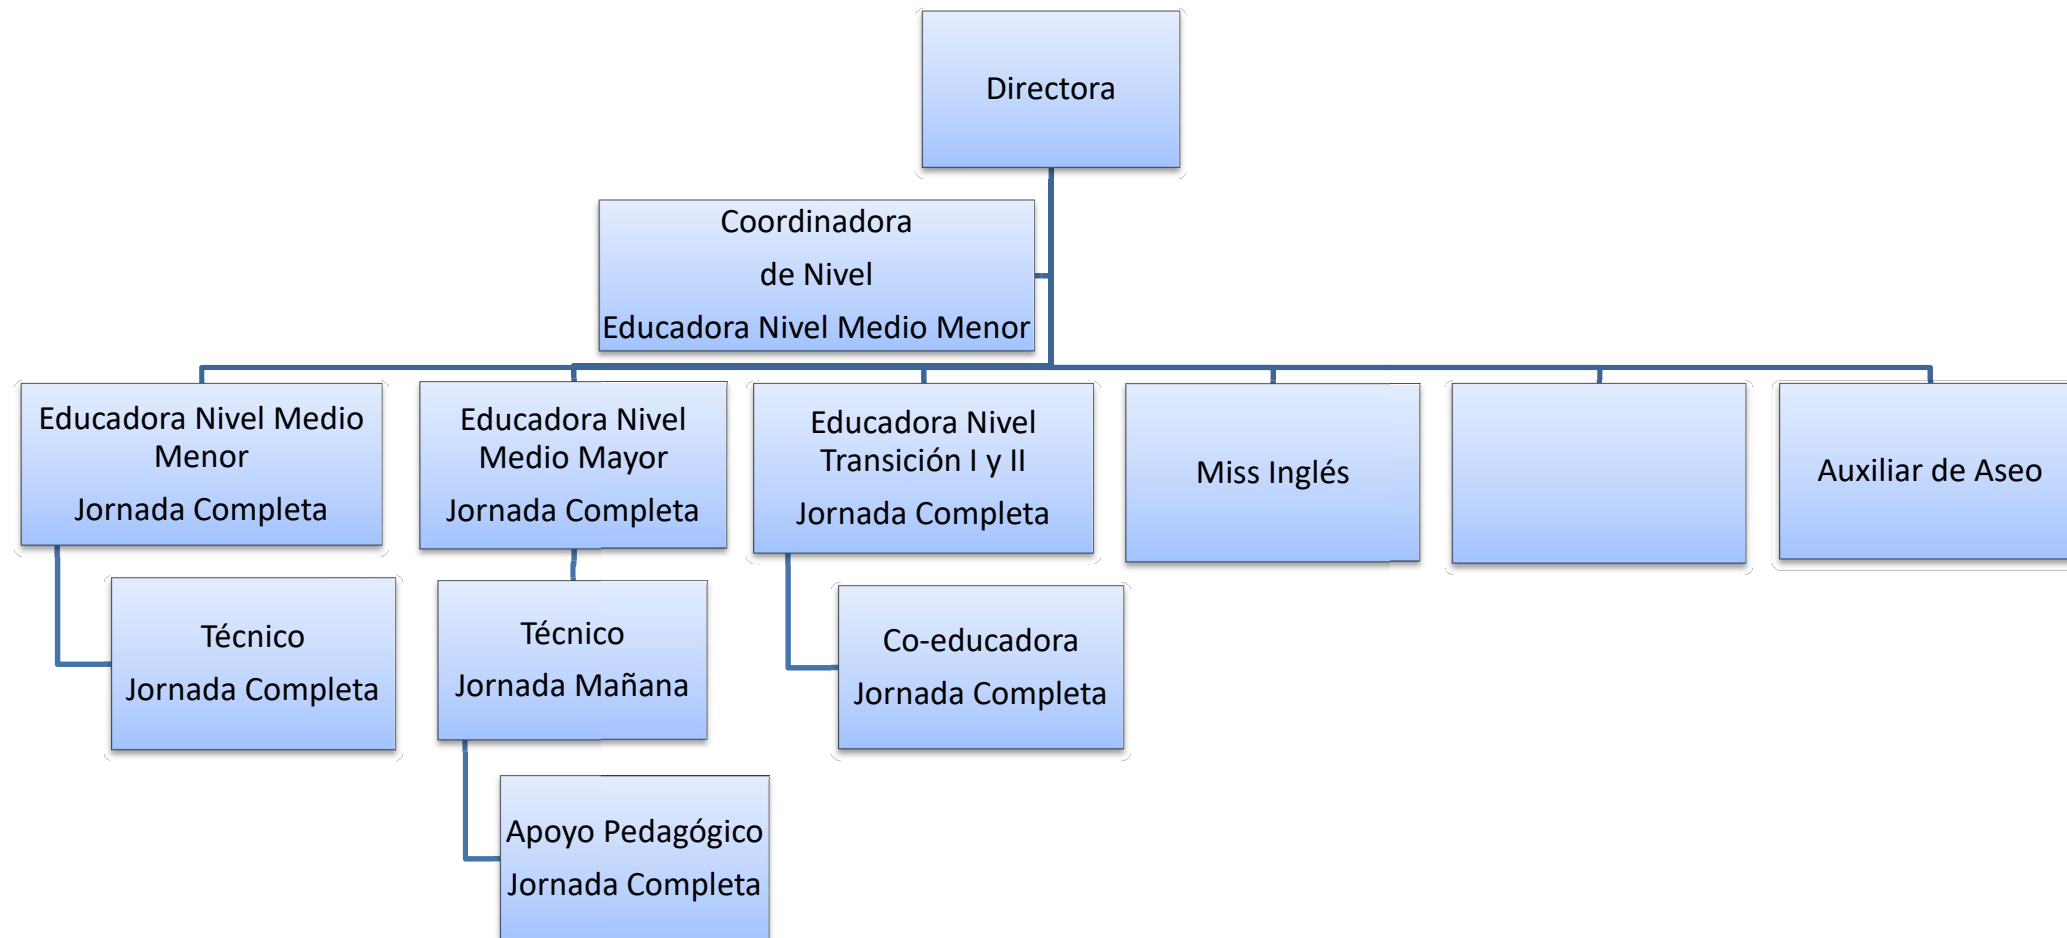 Directora
Coordinadora
de Nivel
Educadora Nivel Medio Menor
Educadora Nivel Medio
Menor
Jornada Completa
Educadora Nivel
Medio Mayor
Jornada Completa
Educadora Nivel
Transición I y II
Jornada Completa
Miss Inglés
Auxiliar de Aseo
Técnico
Jornada Completa
Técnico
Jornada Mañana
Co-educadora
Jornada Completa
Apoyo Pedagógico
Jornada Completa